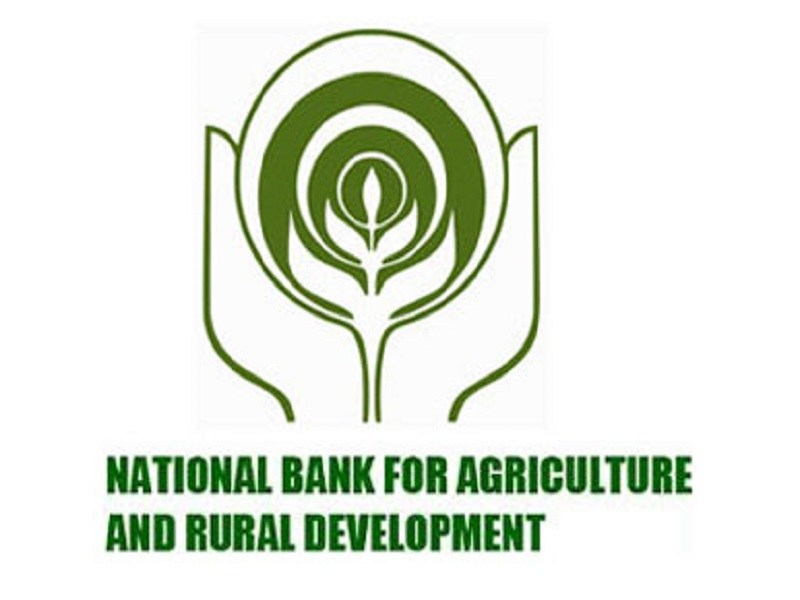 NATIONAL BANK FOR AGRICULTURE
AND RURAL DEVELOPMENT